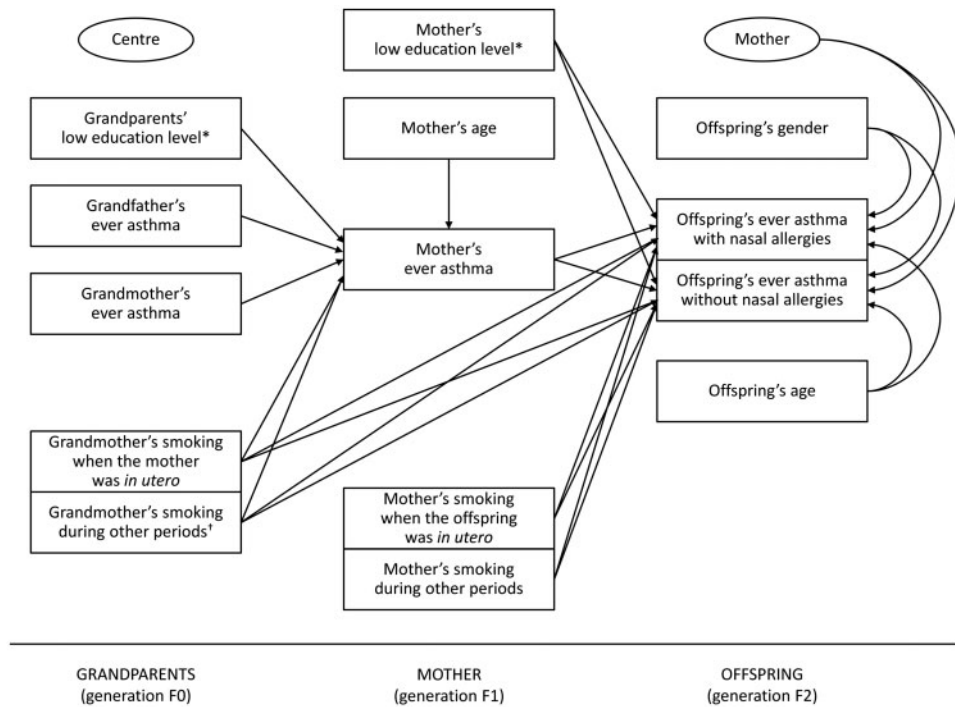 Centre
Grandparents'
low education level*
Grandfather's
ever asthma
Grandmother's
ever asthma
Grandmother's smoking
when the mother
was in utero
Grandmother's smoking
during other periods†
Mother's
low education level*
Mother's age
Mother's
ever asthma
Mother's smoking
when the offspring
was in utero
Mother's smoking
during other periods
Mother
Offspring's gender
Offspring's ever asthma
with nasal allergies
Offspring's ever asthma
without nasal allergies
Offspring's age
GRANDPARENTS
(generation F0)
MOTHER
(generation F1)
OFFSPRING
(generation F2)